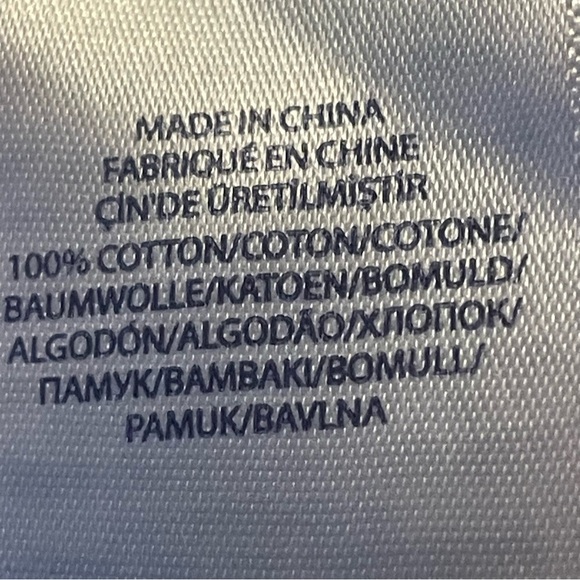 MADE IN CHINA
FABRIQUÉ EN CHINE
ÇİN'DE ÜRETİLMİŞTİR
100% COTTON/COTON/COTONE/
BAUMWOLLE/KATOEN/BOMULD/
ALGODÓN/ALGODÃO/ХЛОПОК/
ПАМУК/BAMBAKI/BOMULL/
PAMUK/BAVLNA